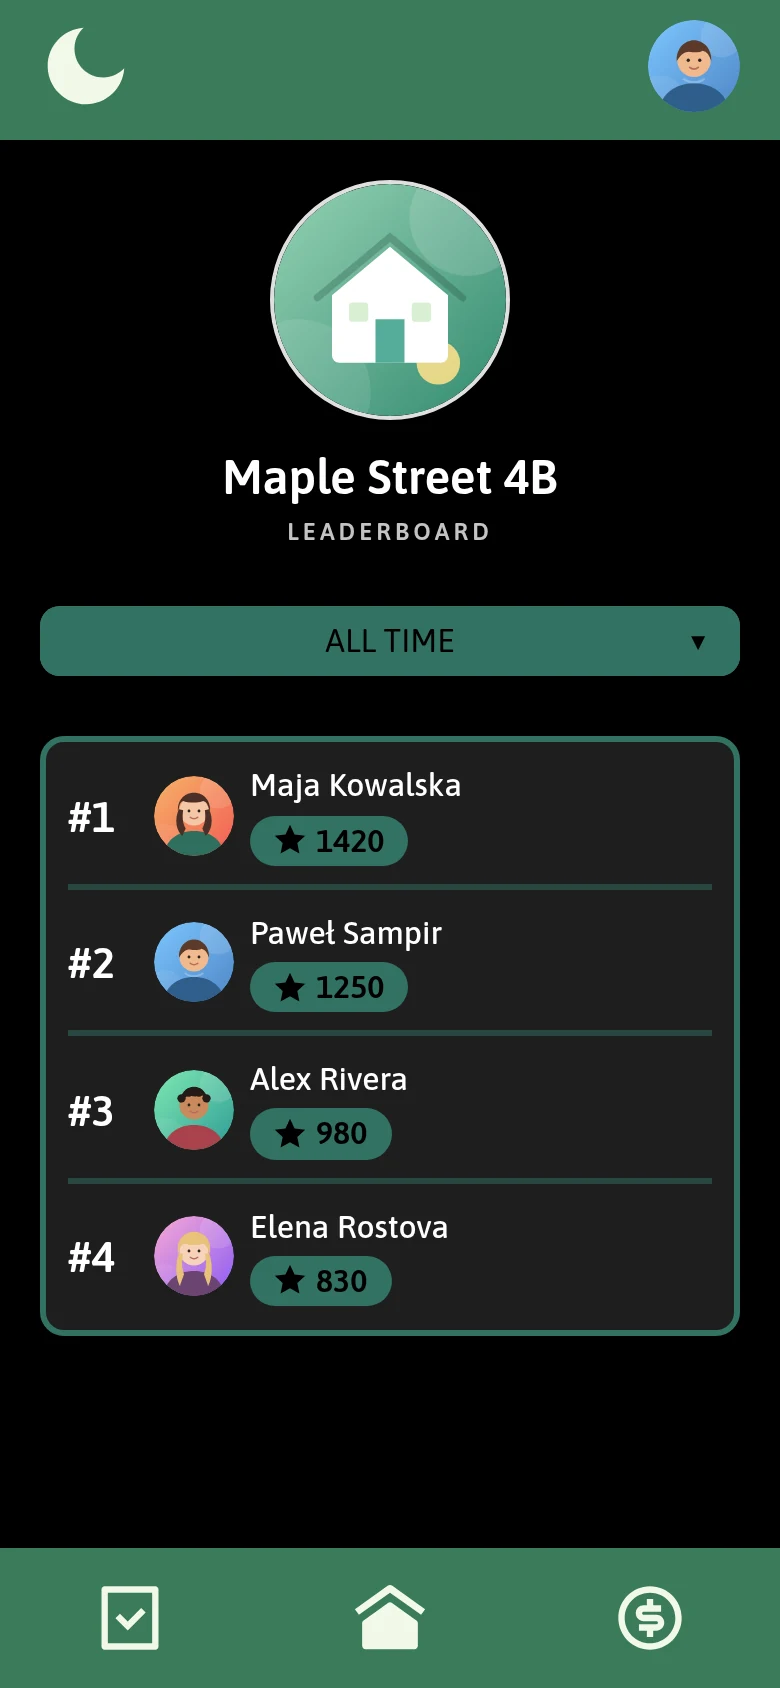 Maple Street 4B
LEADERBOARD
ALL TIME ▼
#1
Maja Kowalska
★ 1420
#2
Paweł Sampir
★ 1250
#3
Alex Rivera
★ 980
#4
Elena Rostova
★ 830